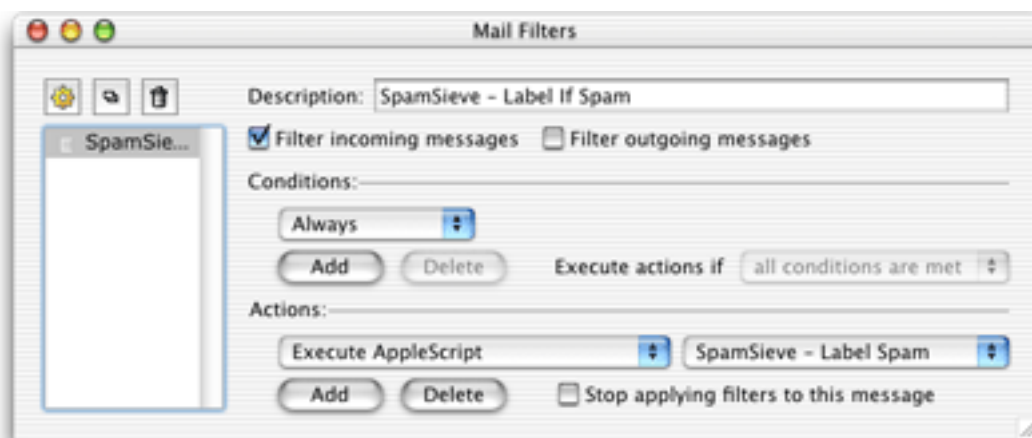 Mail Filters
Description: SpamSieve – Label If Spam
SpamSie...
Filter incoming messages Filter outgoing messages
Conditions:
Always
Add Delete Execute actions if all conditions are met
Actions:
Execute AppleScript SpamSieve – Label Spam
Add Delete Stop applying filters to this message